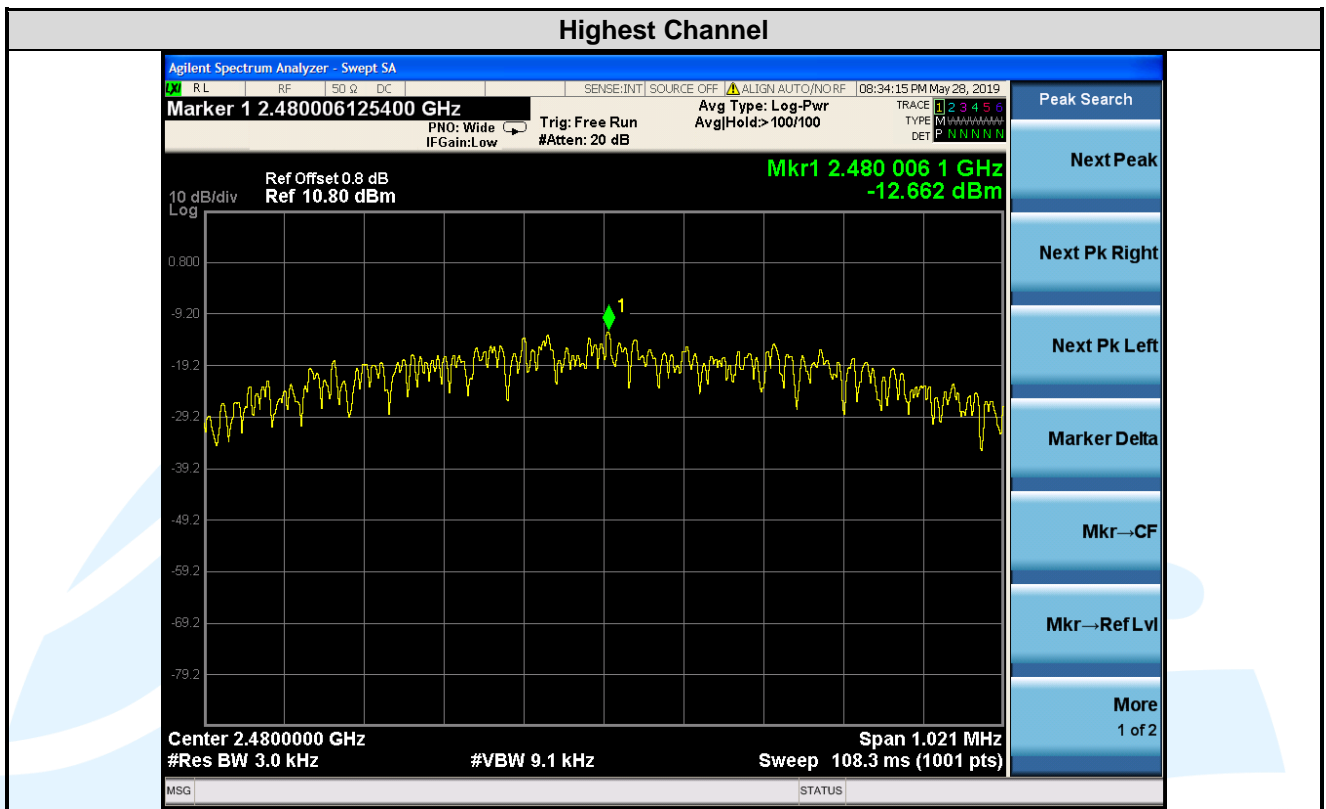 Highest Channel
Agilent Spectrum Analyzer - Swept SA
LXI RL RF 50 Ω DC SENSE:INT SOURCE OFF ALIGN AUTO/NO RF 08:34:15 PM May 28, 2019
Marker 1 2.480006125400 GHz
PNO: Wide
IFGain:Low
Trig: Free Run
#Atten: 20 dB
Avg Type: Log-Pwr
Avg|Hold:>100/100
TRACE 1 2 3 4 5 6
TYPE M WWWWW
DET P N N N N N
Peak Search
Mkr1 2.480 006 1 GHz
-12.662 dBm
Ref Offset 0.8 dB
10 dB/div Ref 10.80 dBm
Log
0.800
-9.20
-19.2
-29.2
-39.2
-49.2
-59.2
-69.2
-79.2
1
Center 2.4800000 GHz
Span 1.021 MHz
#Res BW 3.0 kHz
#VBW 9.1 kHz
Sweep 108.3 ms (1001 pts)
MSG
STATUS
Next Peak
Next Pk Right
Next Pk Left
Marker Delta
Mkr→CF
Mkr→Ref Lvl
More
1 of 2